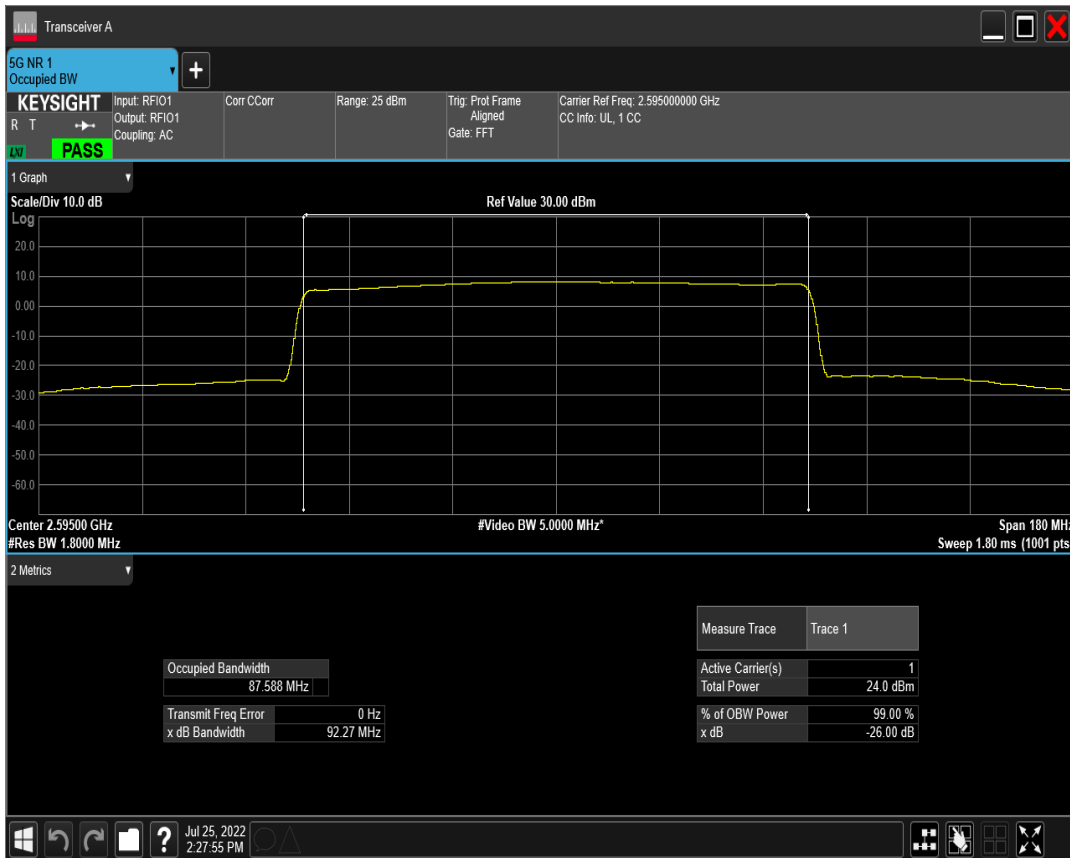 Transceiver A
5G NR 1
Occupied BW
KEYSIGHT
R T
LXI
PASS
Input: RFIO1
Output: RFIO1
Coupling: AC
Corr CCorr
Range: 25 dBm
Trig: Prot Frame
Aligned
Gate: FFT
Carrier Ref Freq: 2.595000000 GHz
CC Info: UL, 1 CC
1 Graph
Scale/Div 10.0 dB
Ref Value 30.00 dBm
Log
20.0
10.0
0.00
-10.0
-20.0
-30.0
-40.0
-50.0
-60.0
Center 2.59500 GHz
#Video BW 5.0000 MHz*
Span 180 MHz
#Res BW 1.8000 MHz
Sweep 1.80 ms (1001 pts
2 Metrics
Measure Trace Trace 1
Occupied Bandwidth
87.588 MHz
Active Carrier(s) 1
Total Power 24.0 dBm
Transmit Freq Error 0 Hz
x dB Bandwidth 92.27 MHz
% of OBW Power 99.00 %
x dB -26.00 dB
?
Jul 25, 2022
2:27:55 PM